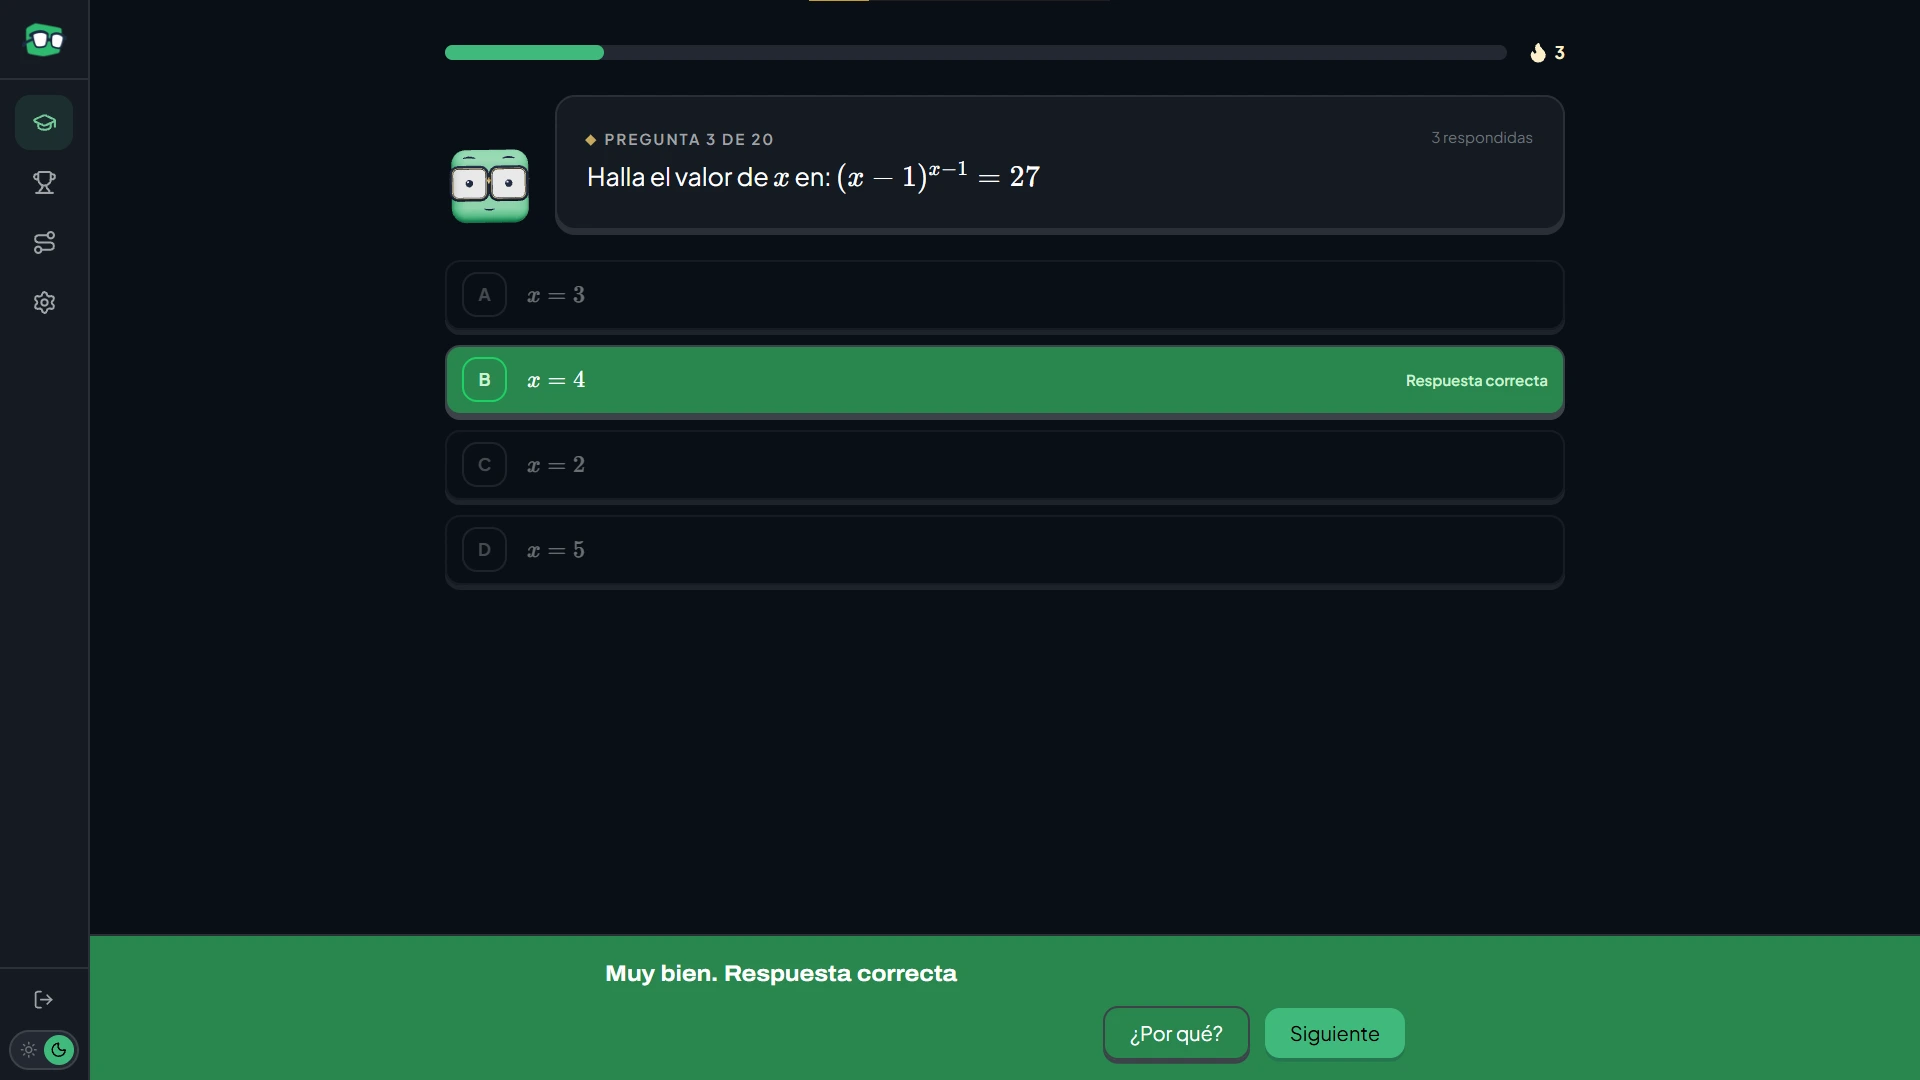 3
PREGUNTA 3 DE 20
3 respondidas
Halla el valor de x en: (x − 1)^{x−1} = 27
A x = 3
B x = 4 Respuesta correcta
C x = 2
D x = 5
Muy bien. Respuesta correcta
¿Por qué?
Siguiente